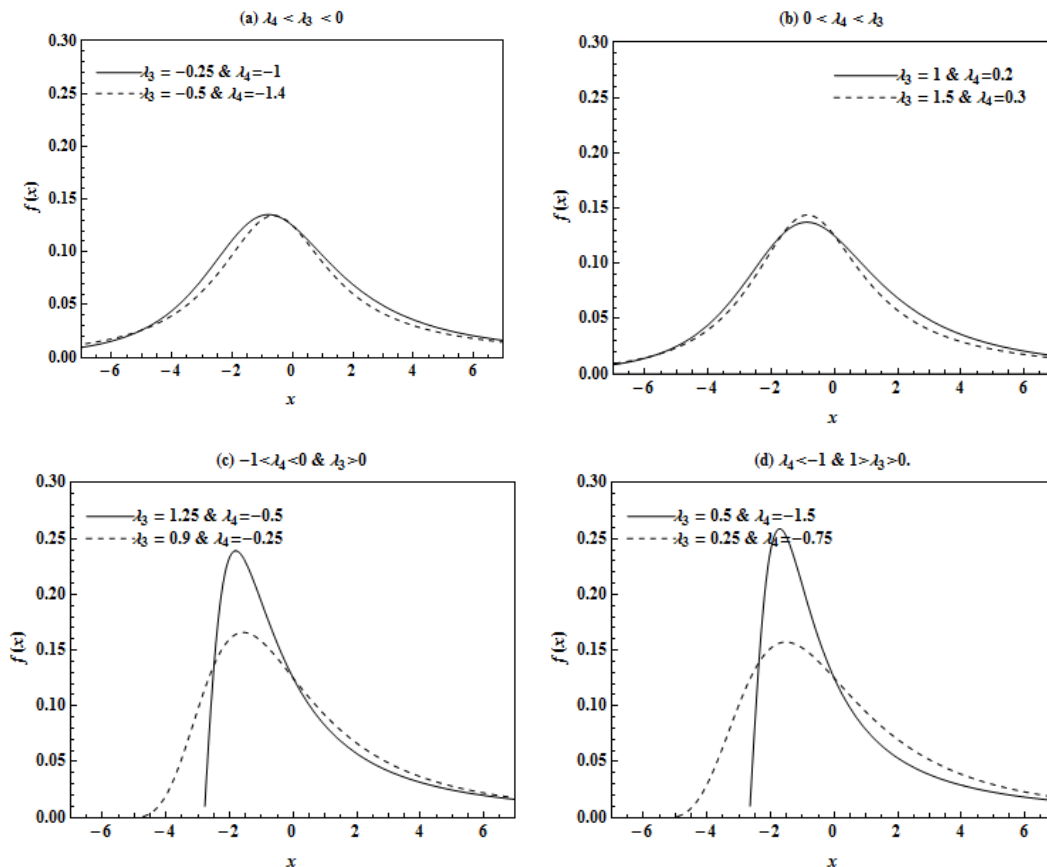 (a) λ₄ < λ₃ < 0
0.30
λ₃ = −0.25 & λ₄=−1
λ₃ = −0.5 & λ₄=−1.4
0.25
0.20
0.15
0.10
0.05
0.00
f(x)
−6 −4 −2 0 2 4 6
x
(b) 0 < λ₄ < λ₃
0.30
λ₃ = 1 & λ₄=0.2
λ₃ = 1.5 & λ₄=0.3
0.25
0.20
0.15
0.10
0.05
0.00
f(x)
−6 −4 −2 0 2 4 6
x
(c) −1<λ₄<0 & λ₃>0
0.30
λ₃ = 1.25 & λ₄=−0.5
λ₃ = 0.9 & λ₄=−0.25
0.25
0.20
0.15
0.10
0.05
0.00
f(x)
−6 −4 −2 0 2 4 6
x
(d) λ₄<−1 & 1>λ₃>0.
0.30
λ₃ = 0.5 & λ₄=−1.5
λ₃ = 0.25 & λ₄=−0.75
0.25
0.20
0.15
0.10
0.05
0.00
f(x)
−6 −4 −2 0 2 4 6
x